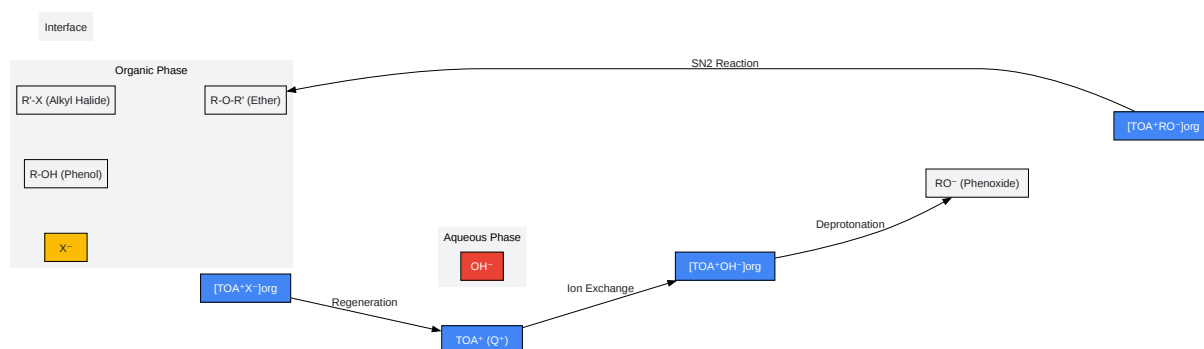 Interface
Organic Phase
R'-X (Alkyl Halide)
R-O-R' (Ether)
R-OH (Phenol)
X⁻
SN2 Reaction
[TOA⁺RO⁻]org
RO⁻ (Phenoxide)
Deprotonation
Aqueous Phase
OH⁻
[TOA⁺OH⁻]org
Ion Exchange
[TOA⁺X⁻]org
Regeneration
TOA⁺ (Q⁺)